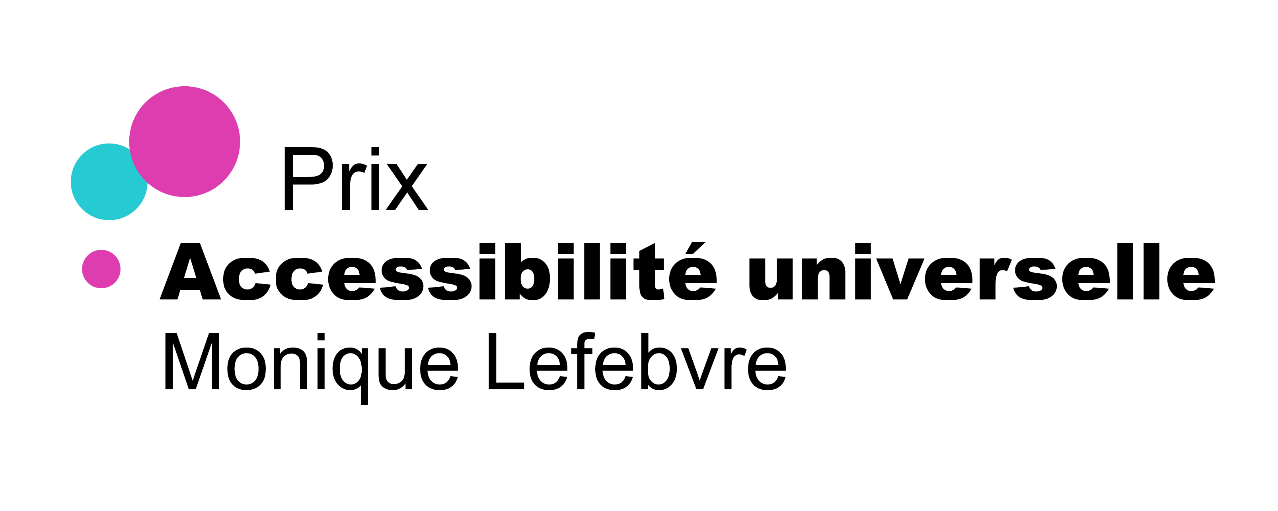 Prix
Accessibilité universelle
Monique Lefebvre